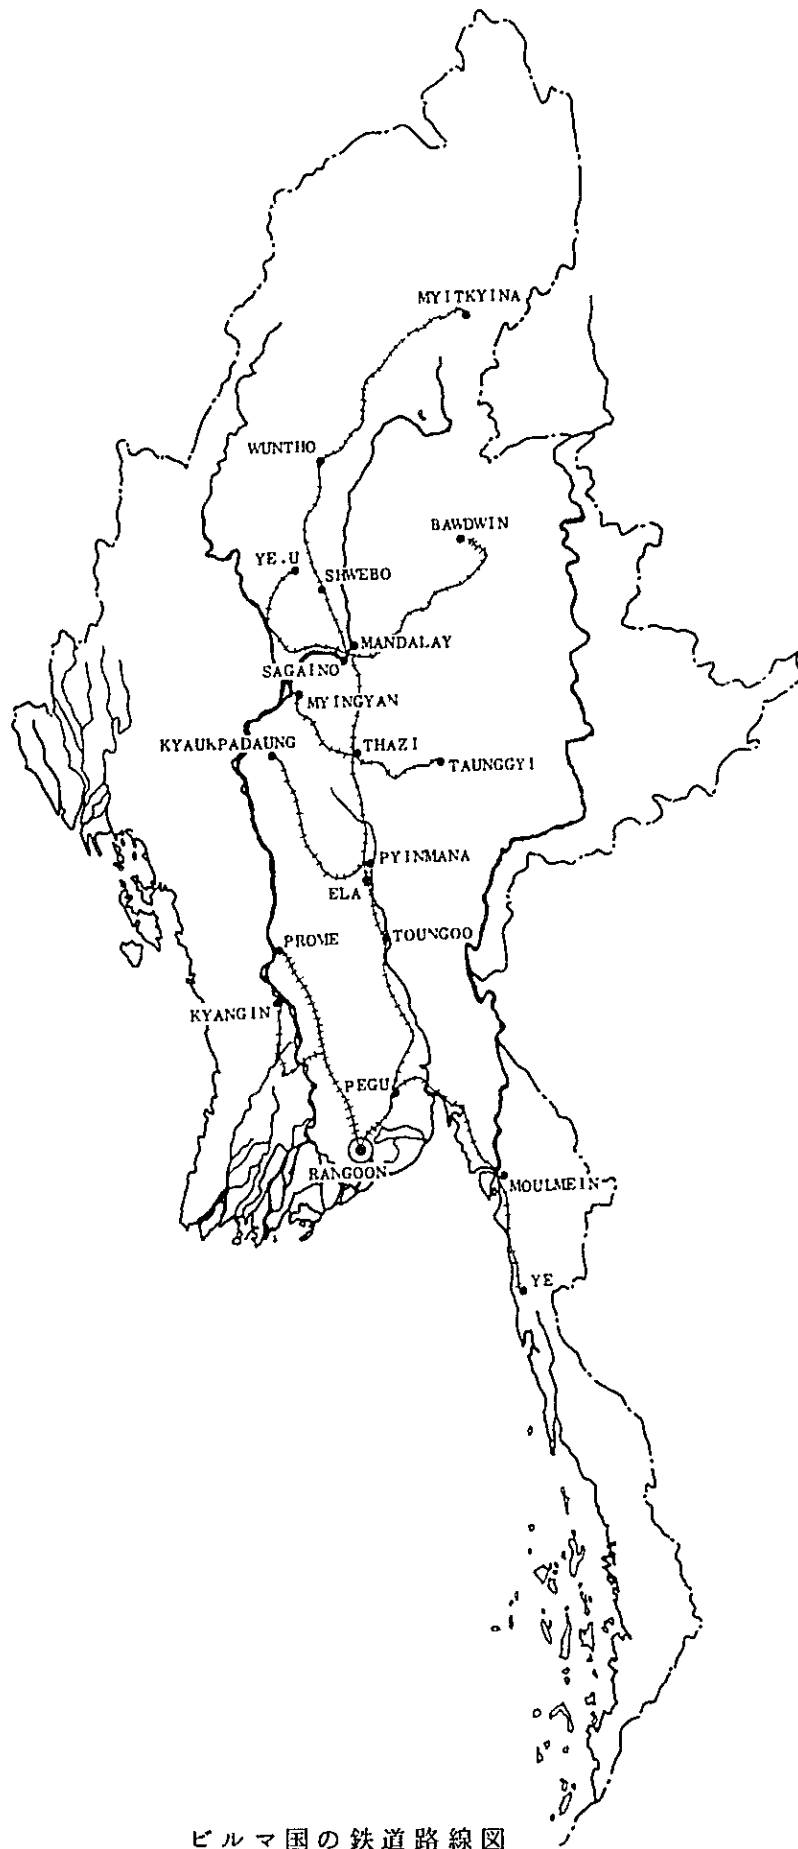 MYITKYINA
WUNTHO
BAWDWIN
YE.U
SHWEBO
MANDALAY
SAGAINO
MYINGYAN
KYAUKPADAUNG
THAZI
TAUNGGYI
PYINMANA
ELA
PROME
TOUNGOO
KYANGIN
PEGU
RANGOON
MOULMEIN
YE
ビルマ国の鉄道路線図